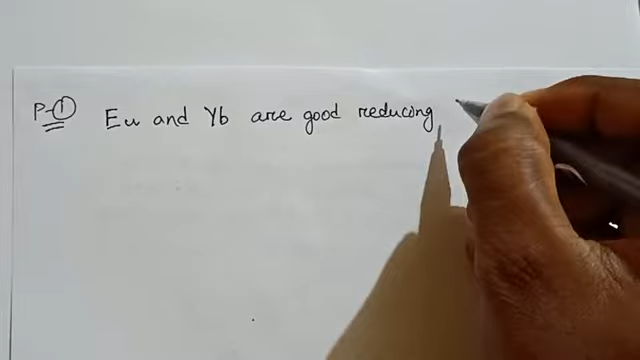 P-① Eu and Yb are good reducing